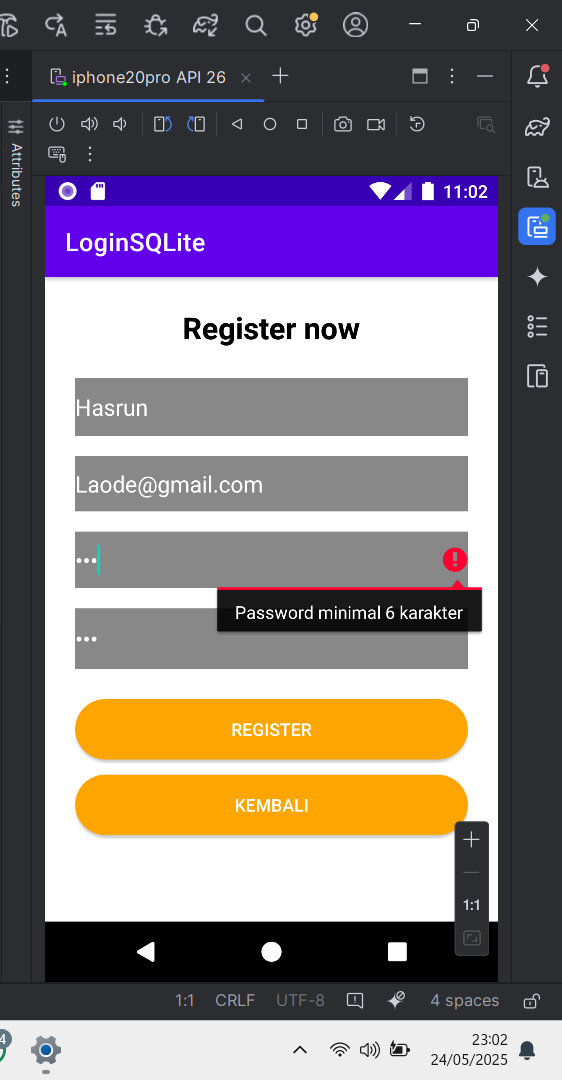 iphone20pro API 26
Attributes
11:02
LoginSQLite
Register now
Hasrun
Laode@gmail.com
•••
Password minimal 6 karakter
•••
REGISTER
KEMBALI
1:1
1:1 CRLF UTF-8 4 spaces
4
23:02
24/05/2025